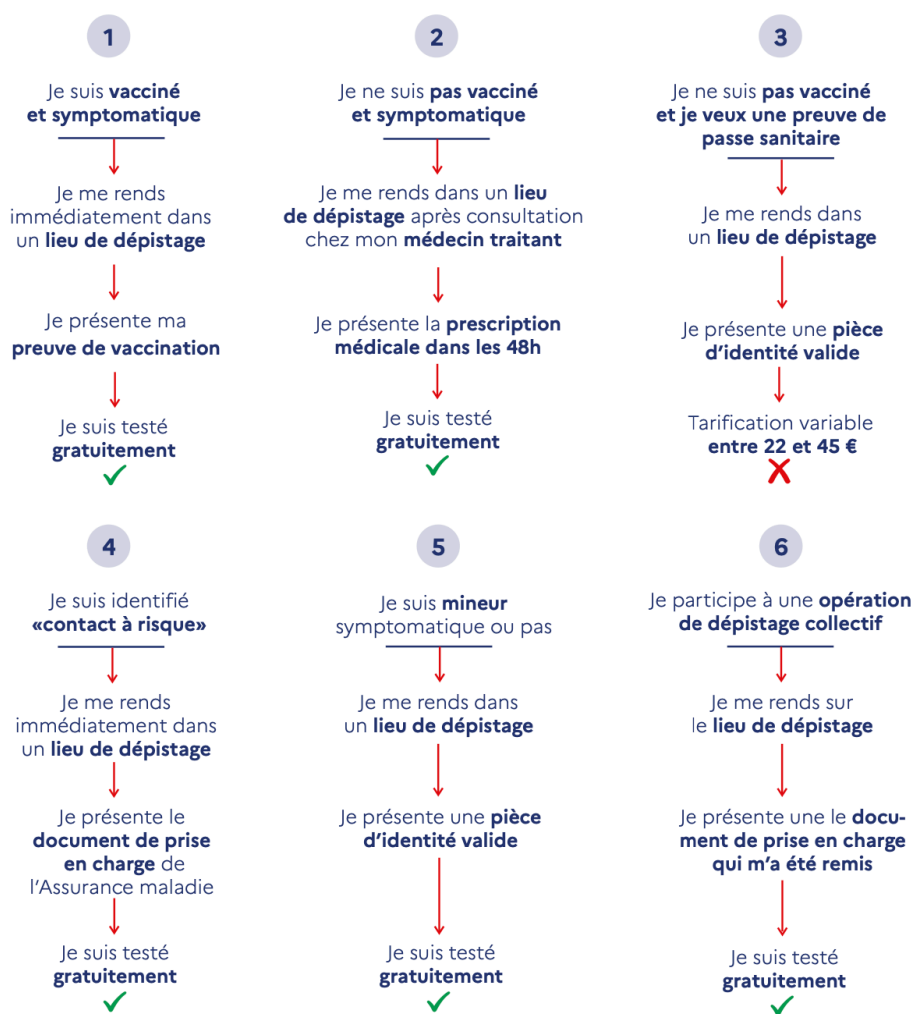 1
Je suis vacciné
et symptomatique
Je me rends
immédiatement dans
un lieu de dépistage
Je présente ma
preuve de vaccination
Je suis testé
gratuitement
2
Je ne suis pas vacciné
et symptomatique
Je me rends dans un lieu
de dépistage après consultation
chez mon médecin traitant
Je présente la prescription
médicale dans les 48h
Je suis testé
gratuitement
3
Je ne suis pas vacciné
et je veux une preuve de
passe sanitaire
Je me rends dans
un lieu de dépistage
Je présente une pièce
d'identité valide
Tarification variable
entre 22 et 45 €
4
Je suis identifié
«contact à risque»
Je me rends
immédiatement dans
un lieu de dépistage
Je présente le
document de prise
en charge de
l'Assurance maladie
Je suis testé
gratuitement
5
Je suis mineur
symptomatique ou pas
Je me rends dans
un lieu de dépistage
Je présente une pièce
d'identité valide
Je suis testé
gratuitement
6
Je participe à une opération
de dépistage collectif
Je me rends sur
le lieu de dépistage
Je présente une le docu-
ment de prise en charge
qui m'a été remis
Je suis testé
gratuitement